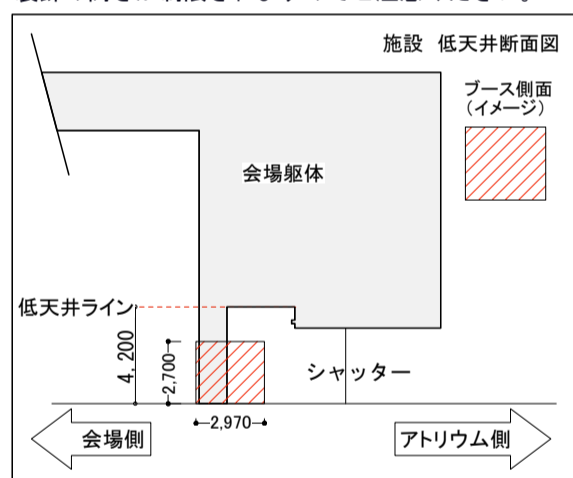 施設 低天井断面図
ブース側面
(イメージ)
会場躯体
低天井ライン
4,200
2,700
シャッター
2,970
会場側
アトリウム側